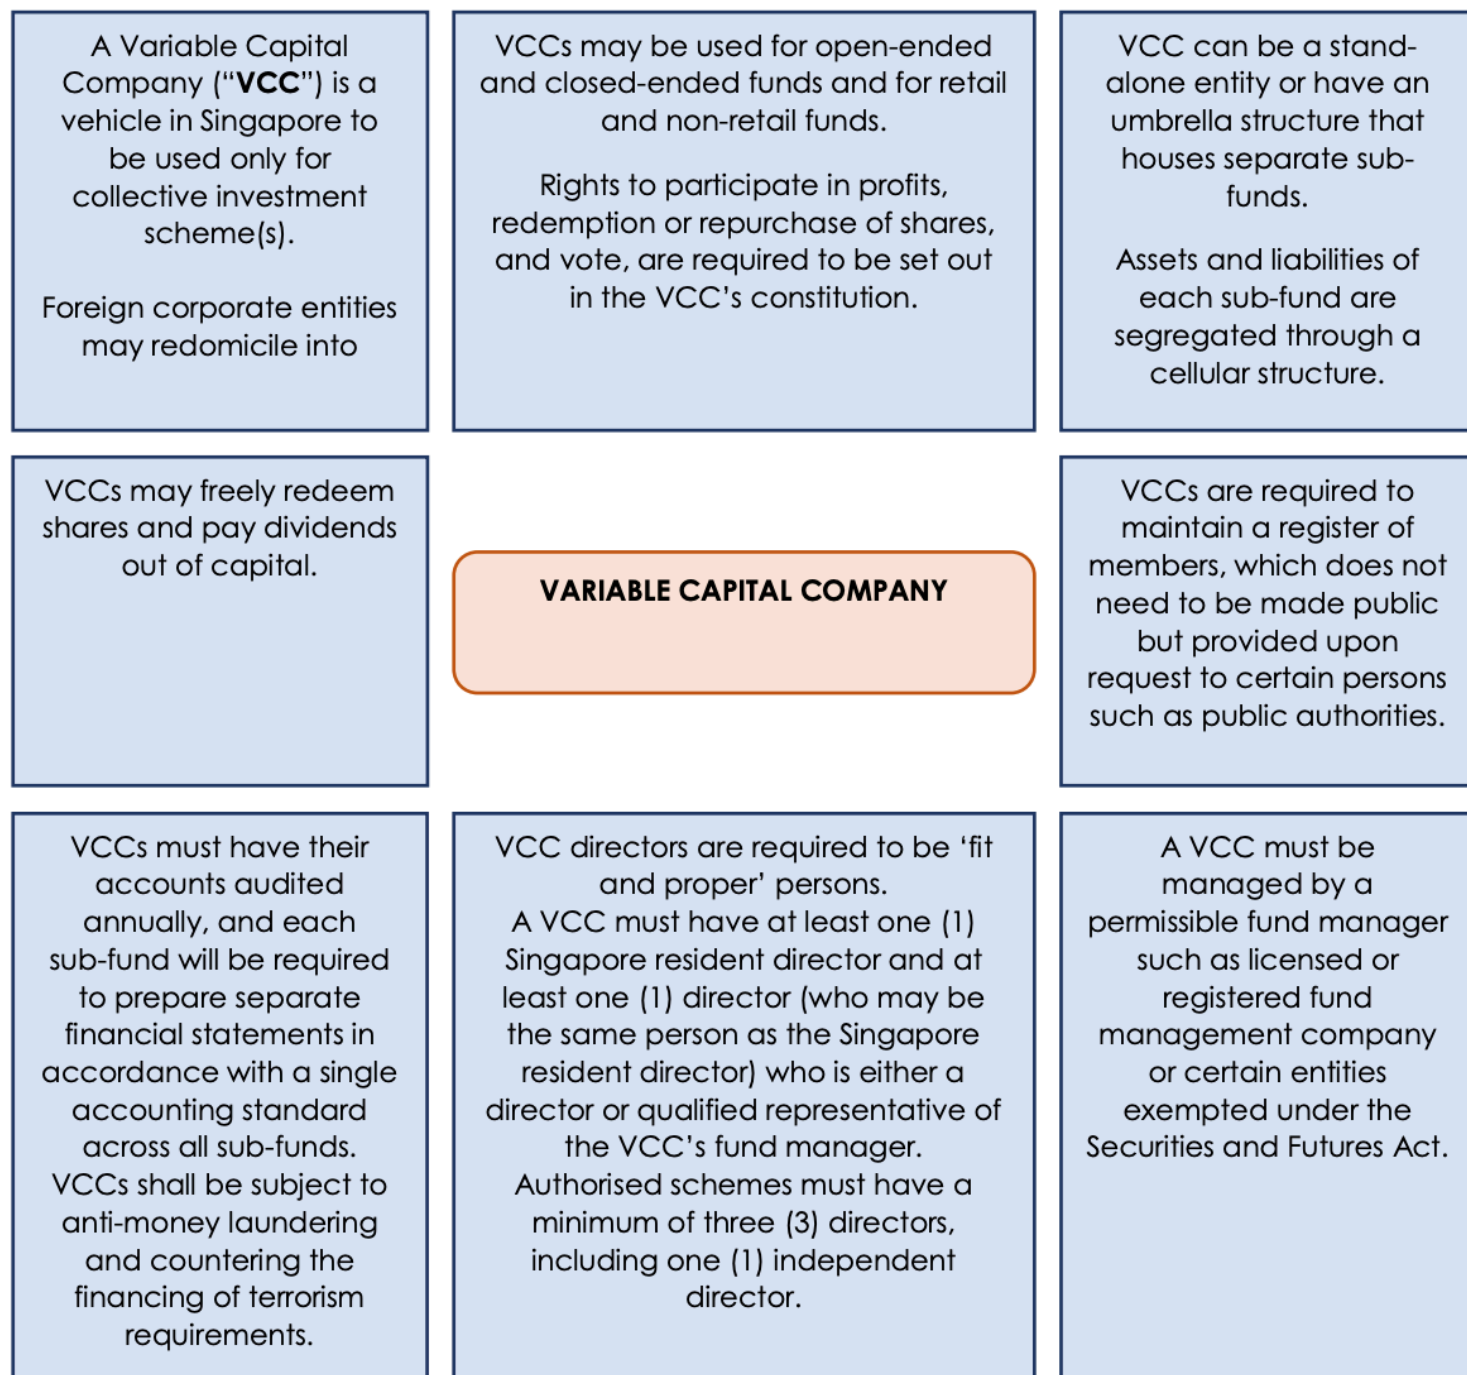 A Variable Capital
Company (“VCC”) is a
vehicle in Singapore to
be used only for
collective investment
scheme(s).
Foreign corporate entities
may redomicile into
VCCs may be used for open-ended
and closed-ended funds and for retail
and non-retail funds.
Rights to participate in profits,
redemption or repurchase of shares,
and vote, are required to be set out
in the VCC’s constitution.
VCC can be a stand-
alone entity or have an
umbrella structure that
houses separate sub-
funds.
Assets and liabilities of
each sub-fund are
segregated through a
cellular structure.
VCCs may freely redeem
shares and pay dividends
out of capital.
VARIABLE CAPITAL COMPANY
VCCs are required to
maintain a register of
members, which does not
need to be made public
but provided upon
request to certain persons
such as public authorities.
VCCs must have their
accounts audited
annually, and each
sub-fund will be required
to prepare separate
financial statements in
accordance with a single
accounting standard
across all sub-funds.
VCCs shall be subject to
anti-money laundering
and countering the
financing of terrorism
requirements.
VCC directors are required to be ‘fit
and proper’ persons.
A VCC must have at least one (1)
Singapore resident director and at
least one (1) director (who may be
the same person as the Singapore
resident director) who is either a
director or qualified representative of
the VCC’s fund manager.
Authorised schemes must have a
minimum of three (3) directors,
including one (1) independent
director.
A VCC must be
managed by a
permissible fund manager
such as licensed or
registered fund
management company
or certain entities
exempted under the
Securities and Futures Act.